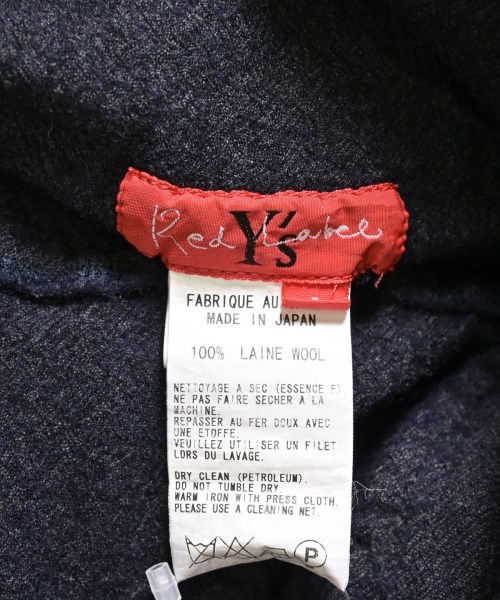 Red Label
Y's
FABRIQUE AU
MADE IN JAPAN
100% LAINE WOOL
NETTOYAGE A SEC (ESSENCE F).
NE PAS FAIRE SECHER A LA
MACHINE.
REPASSER AU FER DOUX AVEC
UNE ETOFFE.
VEUILLEZ UTILISER UN FILET
LORS DU LAVAGE.
DRY CLEAN (PETROLEUM).
DO NOT TUMBLE DRY.
WARM IRON WITH PRESS CLOTH.
PLEASE USE A CLEANING NET.
P